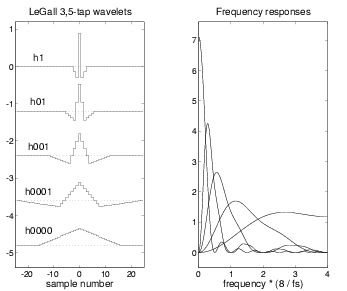 LeGall 3,5-tap wavelets
Frequency responses
1
0
-1
-2
-3
-4
-5
h1
h01
h001
h0001
h0000
-20
0
20
sample number
7
6
5
4
3
2
1
0
0
1
2
3
4
frequency * (8 / fs)